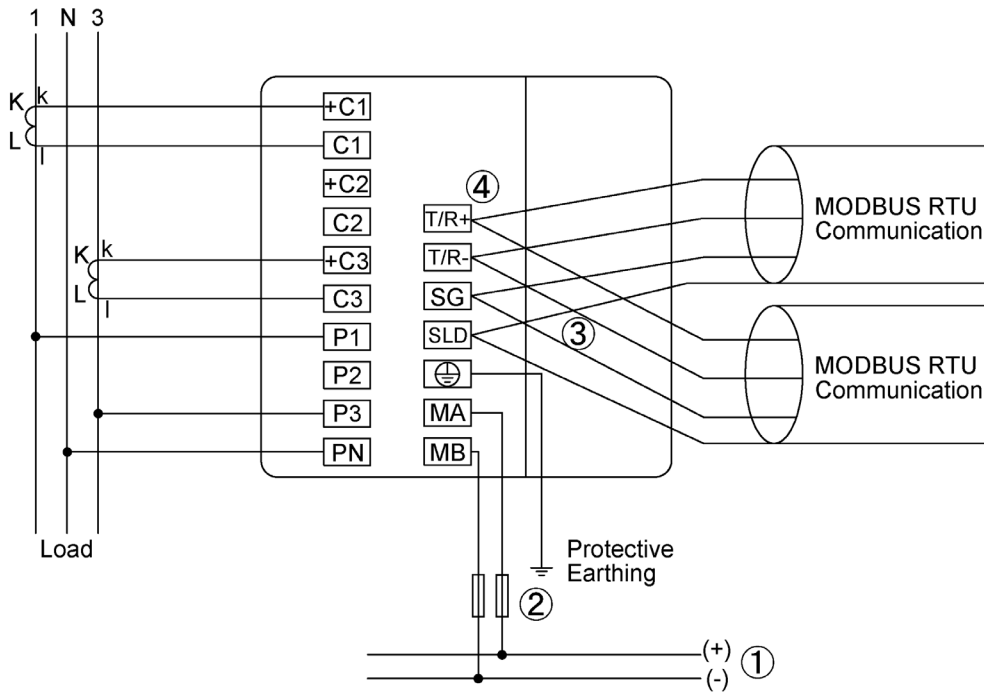 1 N 3
K k
L l
K k
L l
+C1
C1
+C2
C2
+C3
C3
P1
P2
P3
PN
④
T/R+
T/R-
SG
SLD
MA
MB
③
MODBUS RTU
Communication
MODBUS RTU
Communication
Load
Protective
Earthing
②
(+)
(-)
①